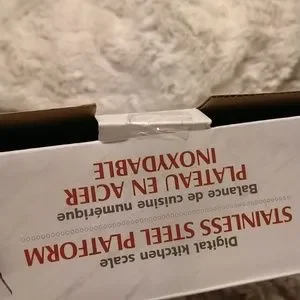 Digital kitchen scale
STAINLESS STEEL PLATFORM
Balance de cuisine numérique
PLATEAU EN ACIER
INOXYDABLE